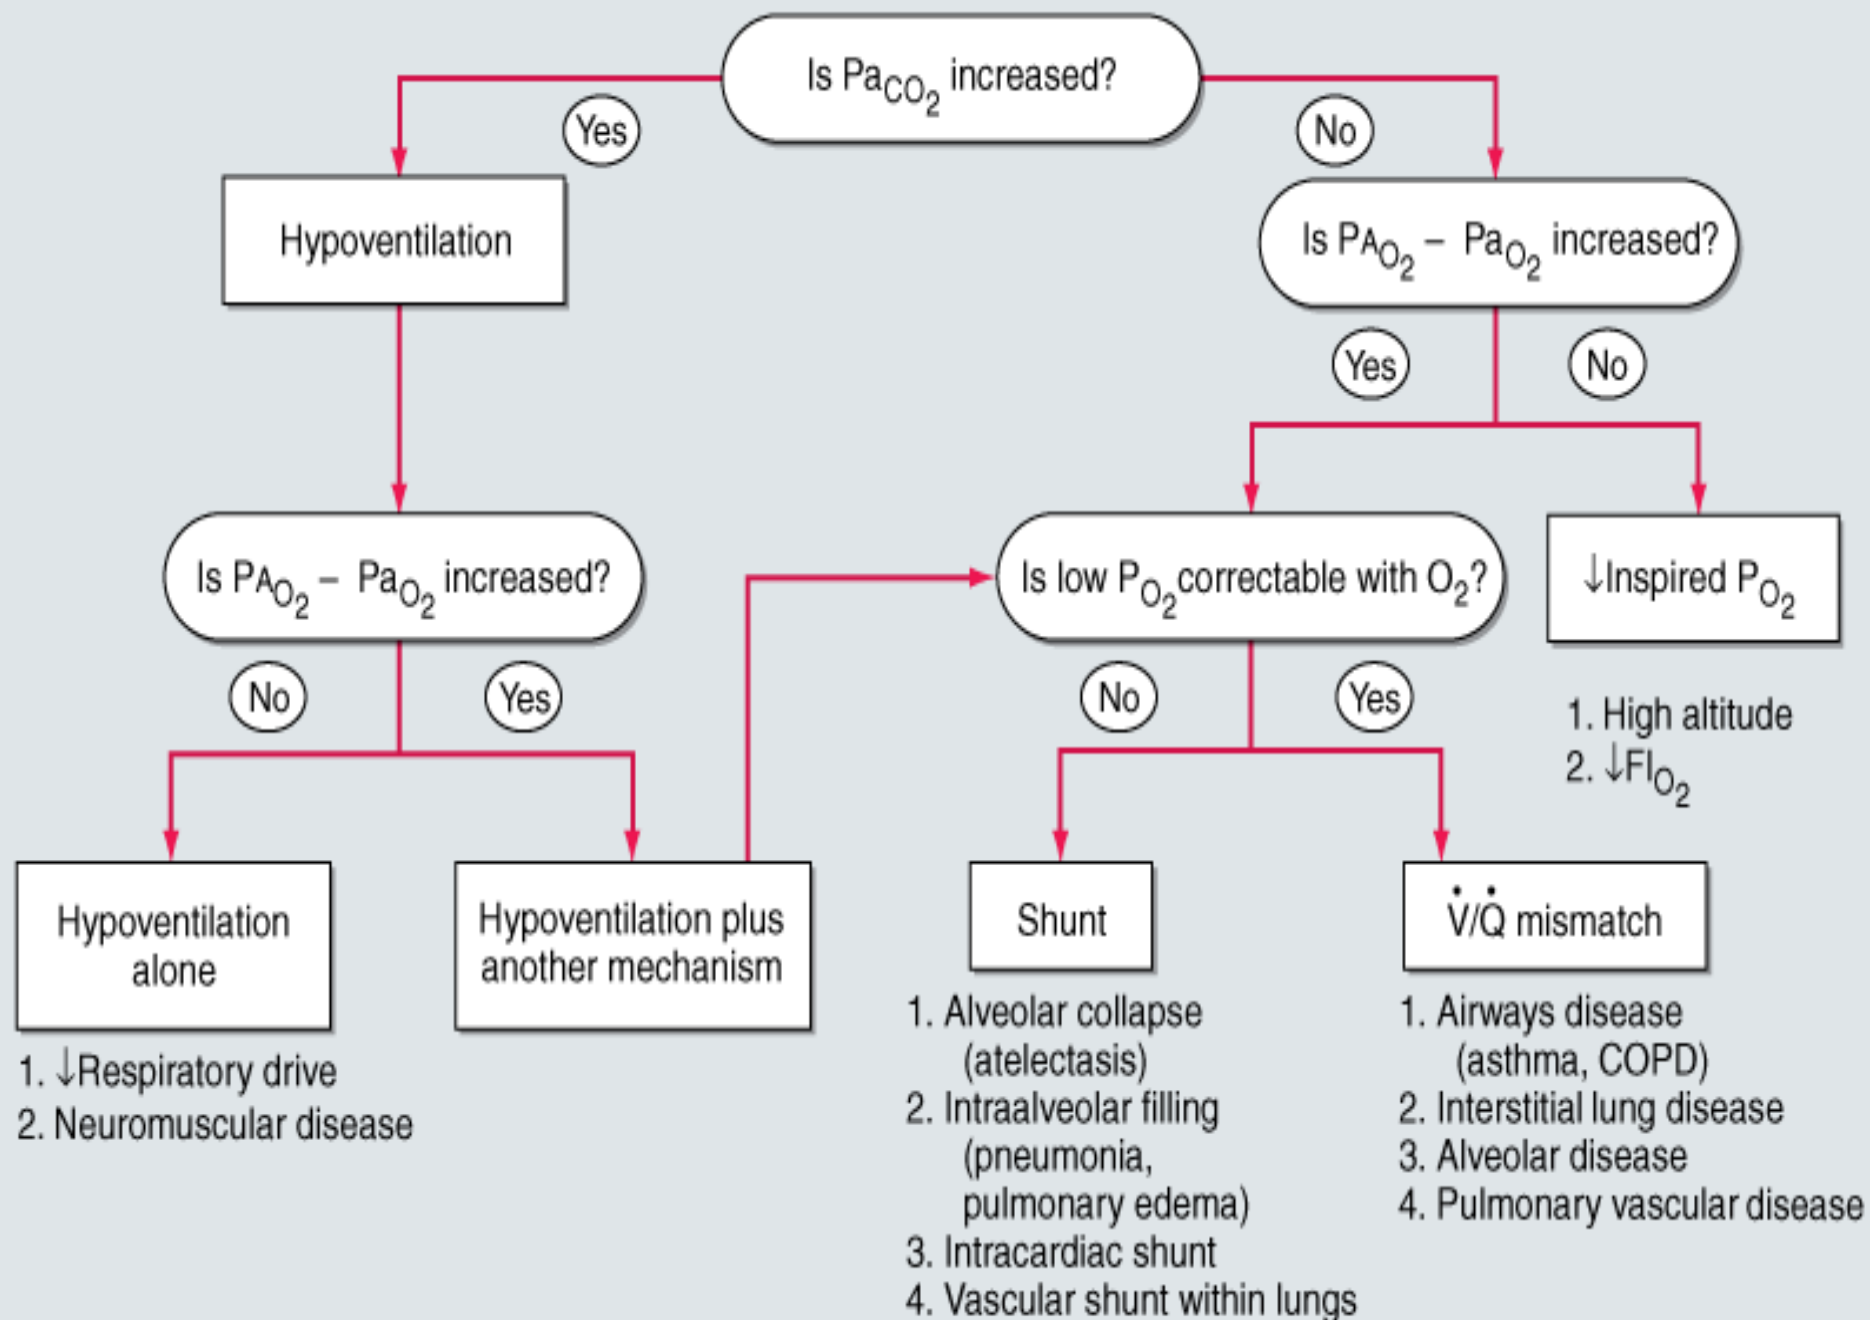 Is PaCO2 increased?
Yes
No
Hypoventilation
Is PAO2 – PaO2 increased?
Yes
No
Is PAO2 – PaO2 increased?
Is low PO2 correctable with O2?
↓Inspired PO2
No
Yes
No
Yes
1. High altitude
2. ↓FIO2
Hypoventilation
alone
Hypoventilation plus
another mechanism
Shunt
V̇/Q̇ mismatch
1. ↓Respiratory drive
2. Neuromuscular disease
1. Alveolar collapse
(atelectasis)
2. Intraalveolar filling
(pneumonia,
pulmonary edema)
3. Intracardiac shunt
4. Vascular shunt within lungs
1. Airways disease
(asthma, COPD)
2. Interstitial lung disease
3. Alveolar disease
4. Pulmonary vascular disease